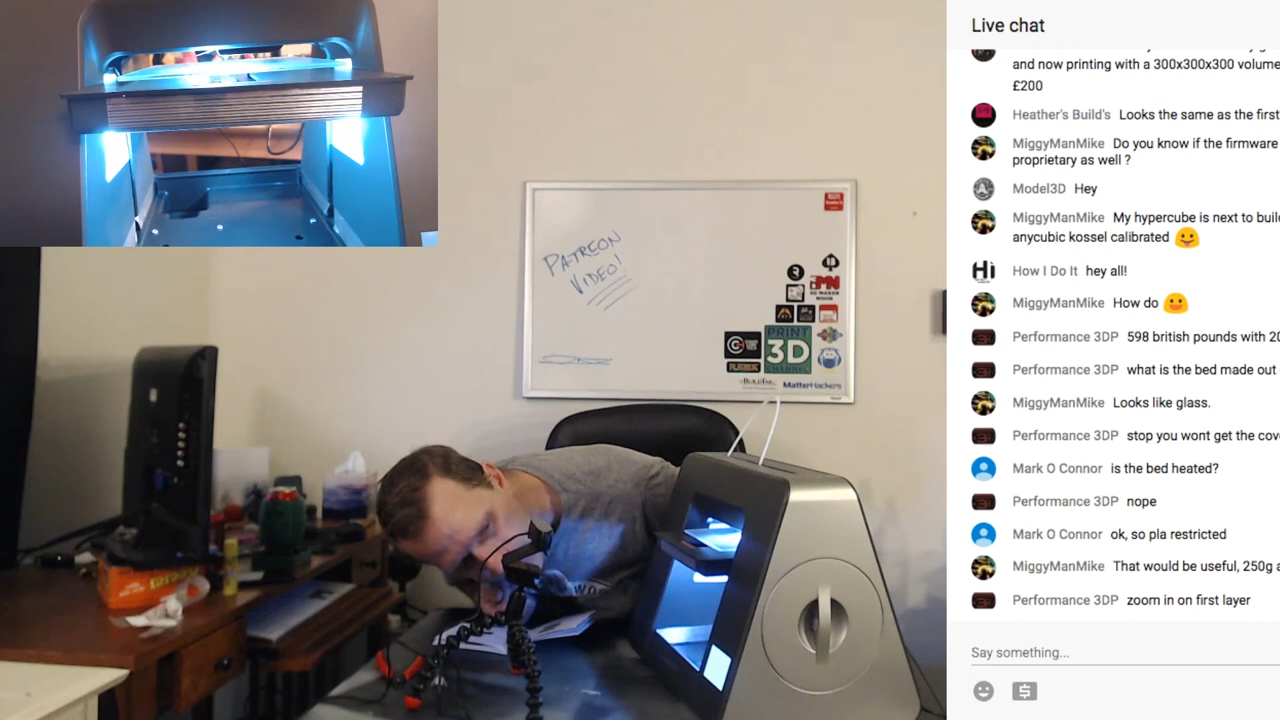 Live chat
and now printing with a 300x300x300 volume
£200
Heather's Build's Looks the same as the first
MiggyManMike Do you know if the firmware
proprietary as well ?
Model3D Hey
MiggyManMike My hypercube is next to buil
anycubic kossel calibrated
How I Do It hey all!
MiggyManMike How do
Performance 3DP 598 british pounds with 20
Performance 3DP what is the bed made out
MiggyManMike Looks like glass.
Performance 3DP stop you wont get the cov
Mark O Connor is the bed heated?
Performance 3DP nope
Mark O Connor ok, so pla restricted
MiggyManMike That would be useful, 250g a
Performance 3DP zoom in on first layer
Say something...
PATREON
VIDEO!
PRINT
3D
CHANNEL
BUILDTAK
MatterHackers
Hi